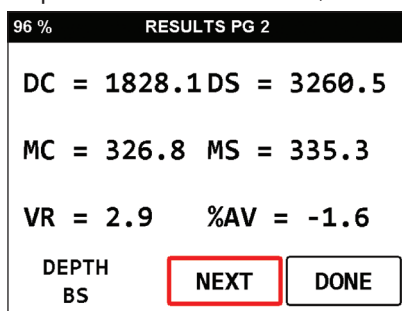 96 % RESULTS PG 2
DC = 1828.1 DS = 3260.5
MC = 326.8 MS = 335.3
VR = 2.9 %AV = -1.6
DEPTH
BS
NEXT
DONE